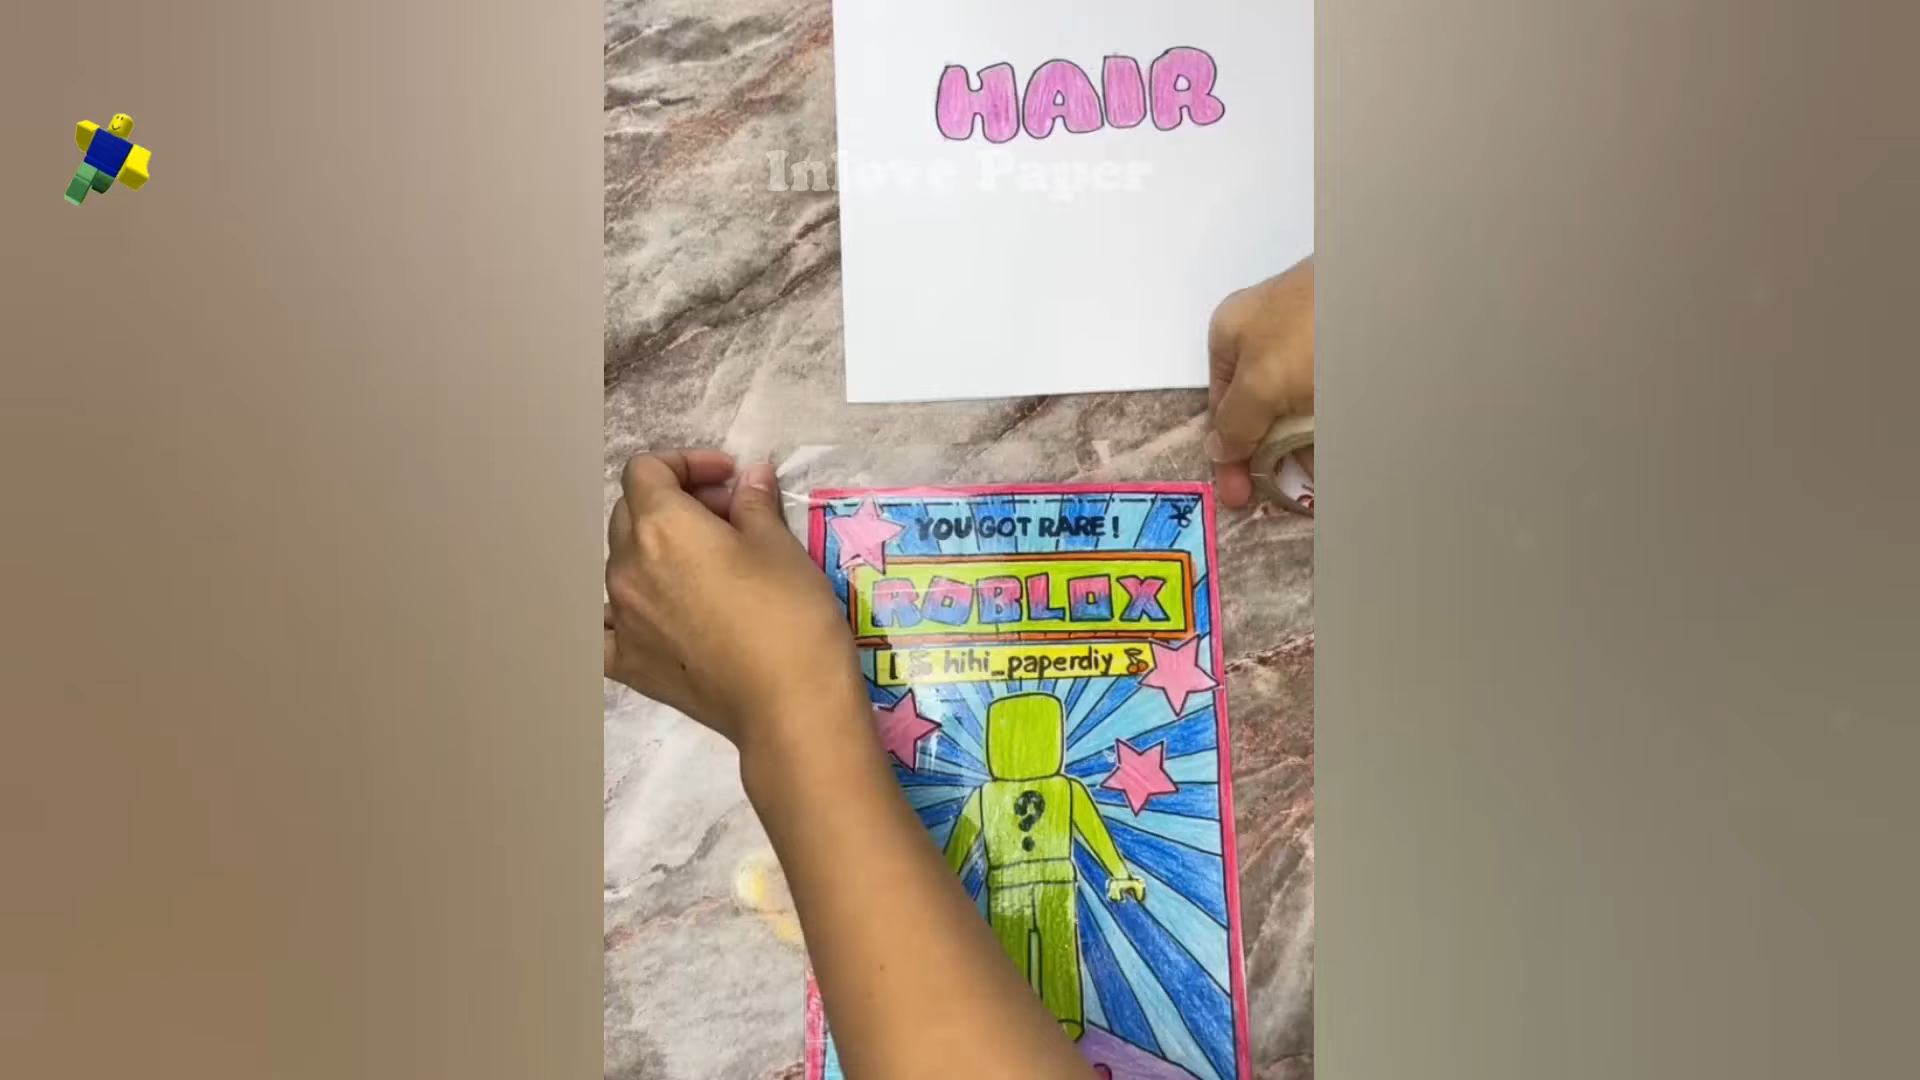 HAIR
Inlove Paper
YOU GOT RARE!
ROBLOX
hihi_paperdiy
?